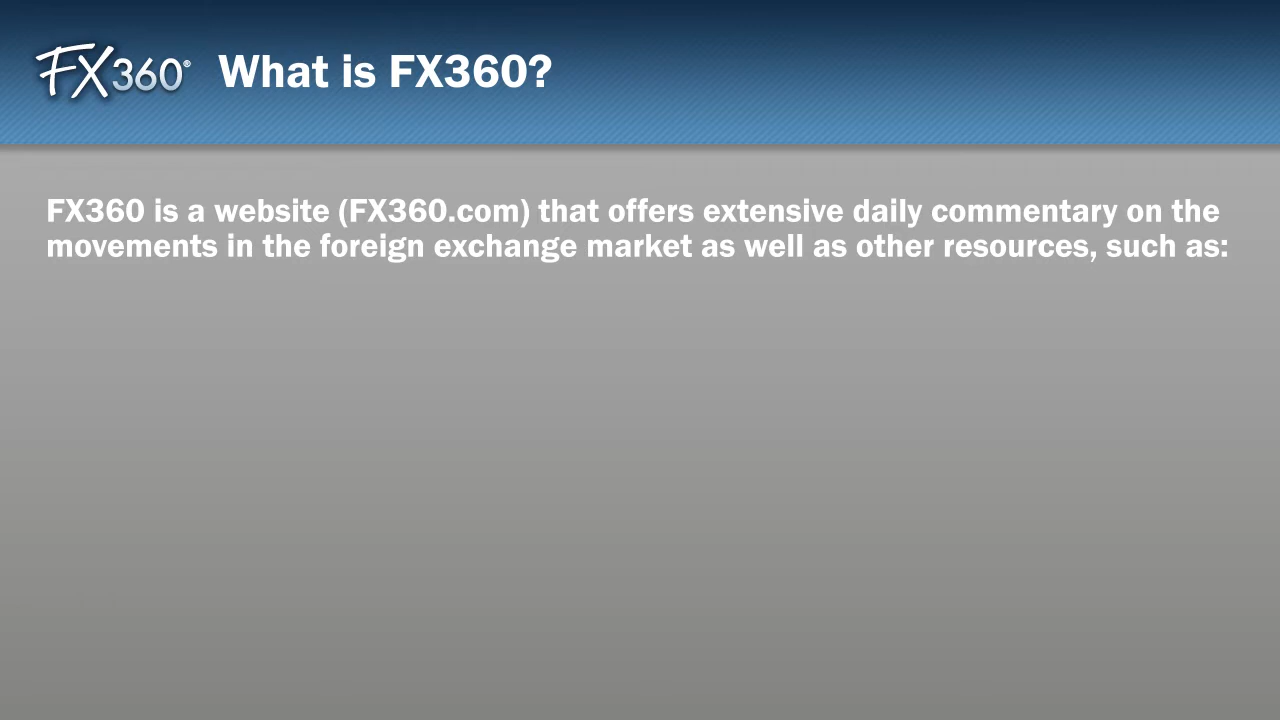 FX360® What is FX360?
FX360 is a website (FX360.com) that offers extensive daily commentary on the
movements in the foreign exchange market as well as other resources, such as: